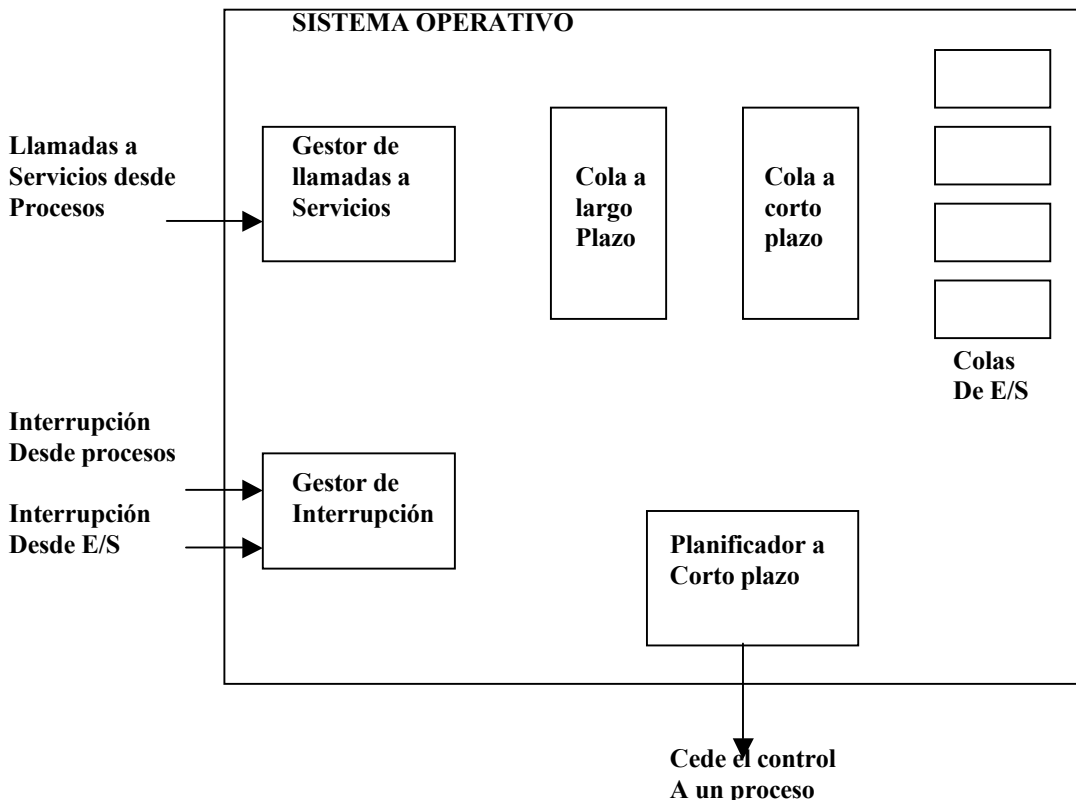 SISTEMA OPERATIVO
Llamadas a
Servicios desde
Procesos
Gestor de
llamadas a
Servicios
Cola a
largo
Plazo
Cola a
corto
plazo
Colas
De E/S
Interrupción
Desde procesos
Interrupción
Desde E/S
Gestor de
Interrupción
Planificador a
Corto plazo
Cede el control
A un proceso